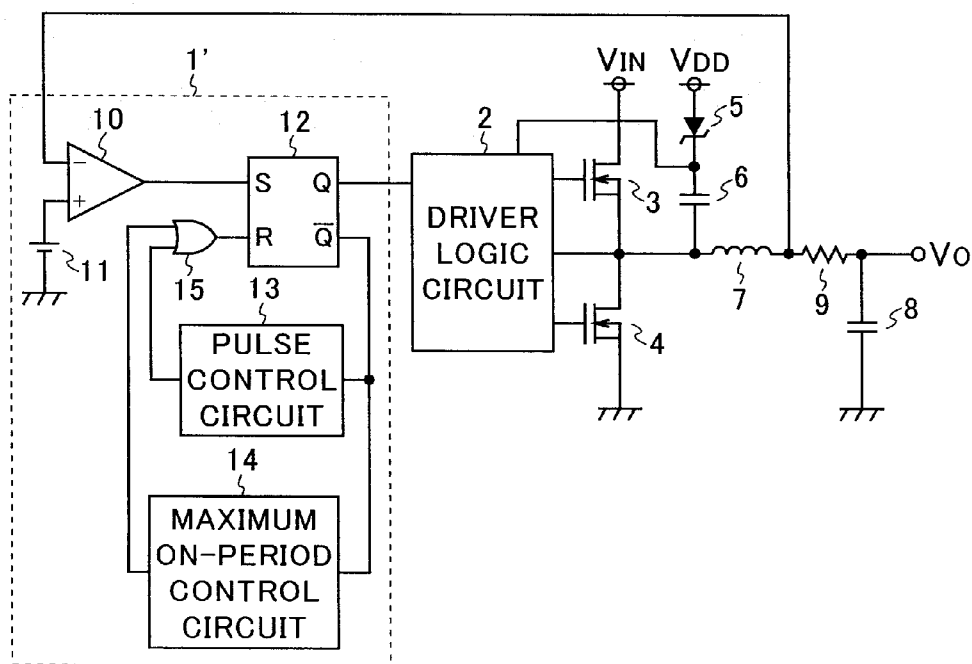 1'
VIN
VDD
10
12
2
5
−
S
Q
+
3
6
DRIVER
LOGIC
CIRCUIT
R
Q̅
VO
11
15
7
9
8
13
4
PULSE
CONTROL
CIRCUIT
14
MAXIMUM
ON-PERIOD
CONTROL
CIRCUIT